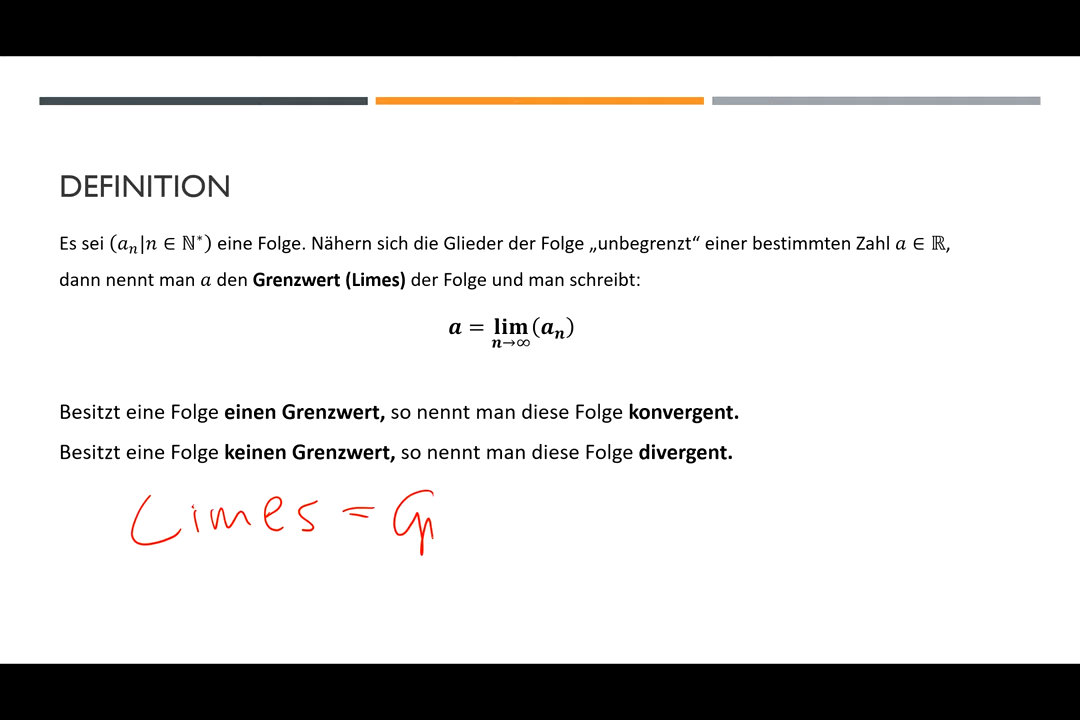 DEFINITION
Es sei (aₙ|n ∈ ℕ*) eine Folge. Nähern sich die Glieder der Folge „unbegrenzt“ einer bestimmten Zahl a ∈ ℝ,
dann nennt man a den Grenzwert (Limes) der Folge und man schreibt:
a = lim (aₙ)
n→∞
Besitzt eine Folge einen Grenzwert, so nennt man diese Folge konvergent.
Besitzt eine Folge keinen Grenzwert, so nennt man diese Folge divergent.
Limes = G